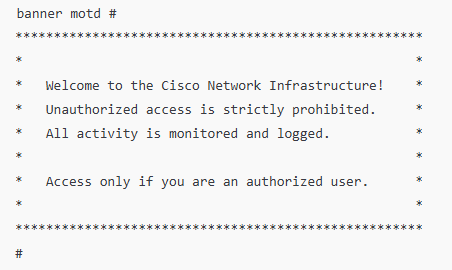 banner motd #
*****************************************************
*                                                   *
*   Welcome to the Cisco Network Infrastructure!    *
*   Unauthorized access is strictly prohibited.     *
*   All activity is monitored and logged.           *
*                                                   *
*   Access only if you are an authorized user.      *
*                                                   *
*****************************************************
#